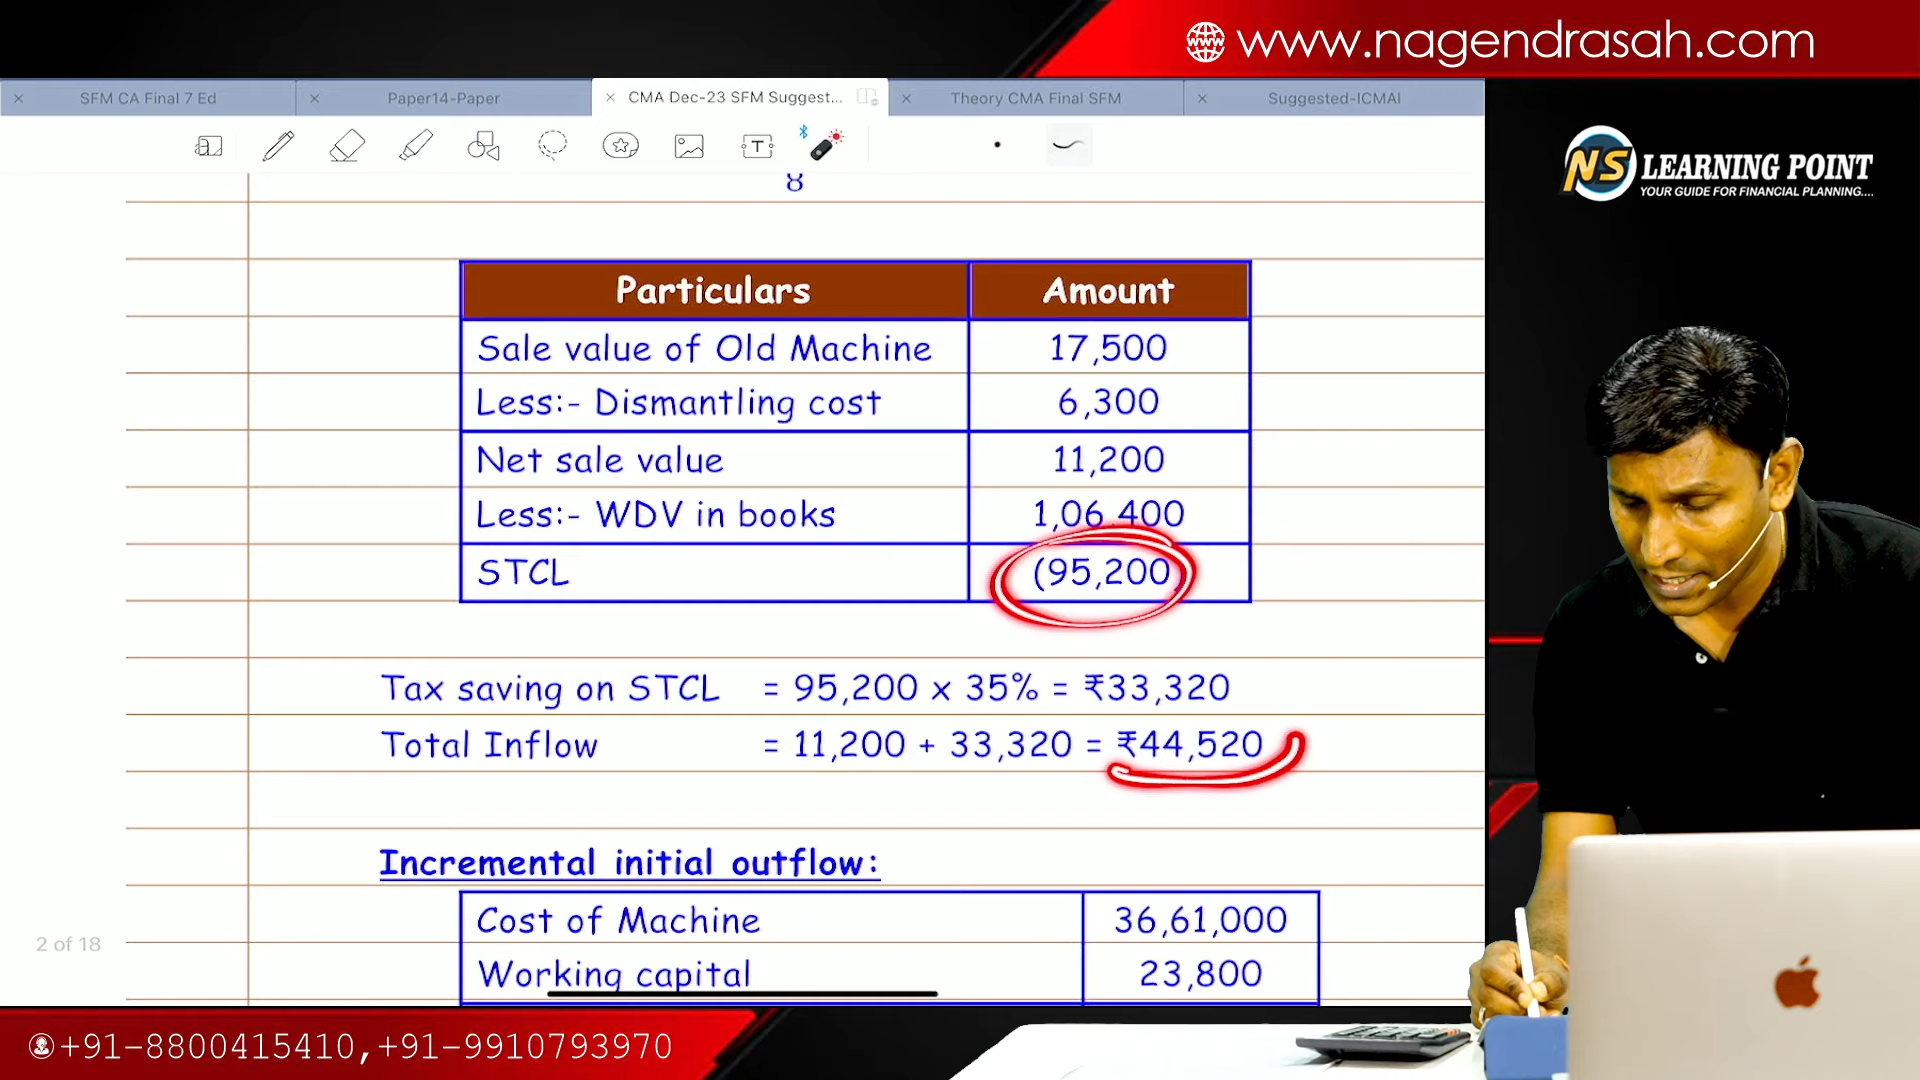 www.nagendrasah.com
SFM CA Final 7 Ed
Paper14-Paper
CMA Dec-23 SFM Suggest...
Theory CMA Final SFM
Suggested-ICMAI
NS LEARNING POINT
YOUR GUIDE FOR FINANCIAL PLANNING....
8
Particulars Amount
Sale value of Old Machine 17,500
Less:- Dismantling cost 6,300
Net sale value 11,200
Less:- WDV in books 1,06,400
STCL (95,200)
Tax saving on STCL = 95,200 x 35% = ₹33,320
Total Inflow = 11,200 + 33,320 = ₹44,520
Incremental initial outflow:
Cost of Machine 36,61,000
Working capital 23,800
2 of 18
+91-8800415410,+91-9910793970